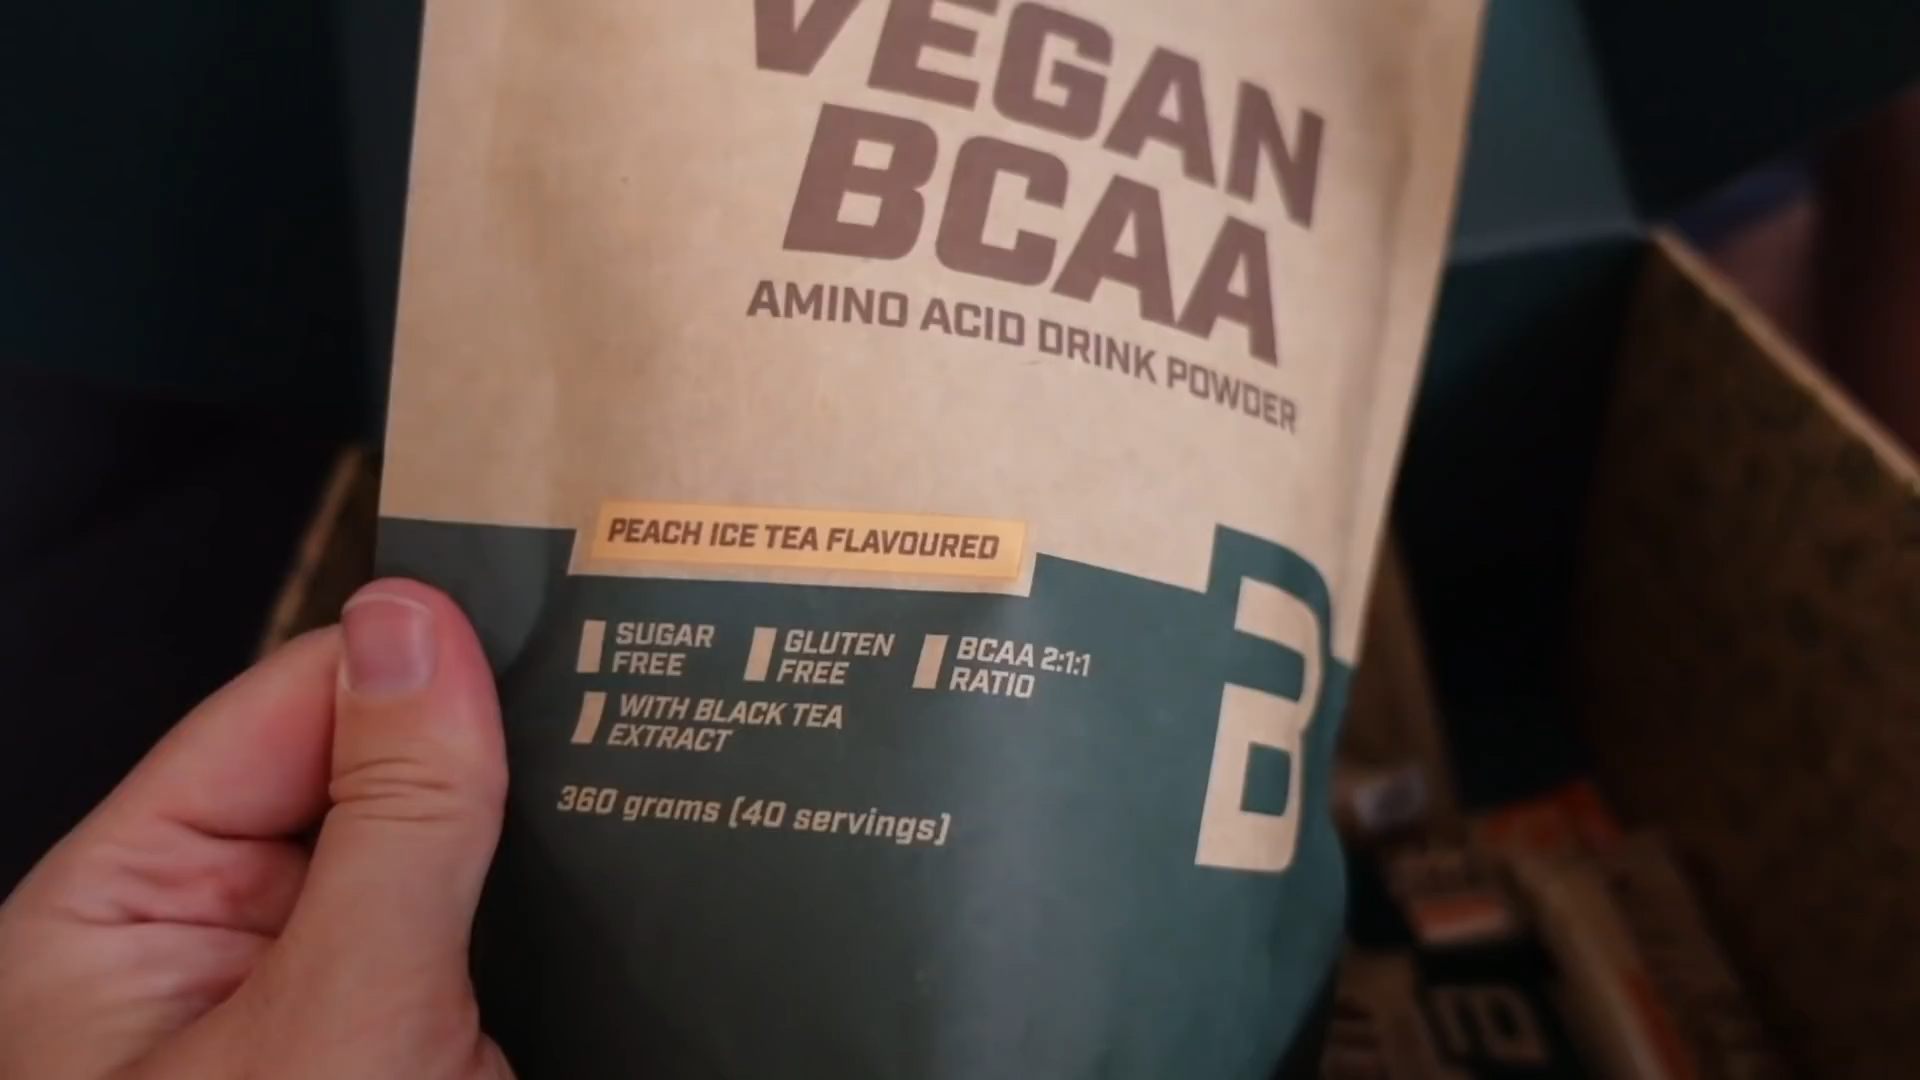 VEGAN
BCAA
AMINO ACID DRINK POWDER
PEACH ICE TEA FLAVOURED
SUGAR FREE
GLUTEN FREE
BCAA 2:1:1 RATIO
WITH BLACK TEA EXTRACT
360 grams (40 servings)
B